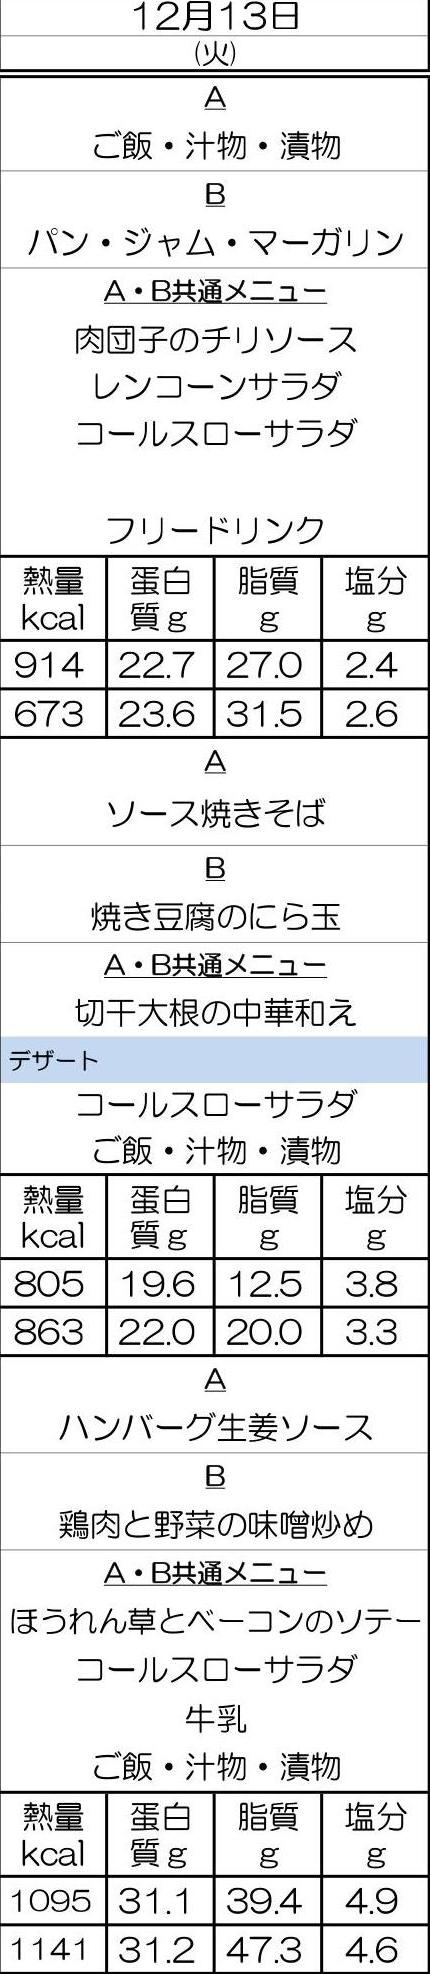 12月13日
(火)
A
ご飯・汁物・漬物
B
パン・ジャム・マーガリン
A・B共通メニュー
肉団子のチリソース
レンコーンサラダ
コールスローサラダ
フリードリンク
熱量 蛋白 脂質 塩分
kcal 質g g g
914 22.7 27.0 2.4
673 23.6 31.5 2.6
A
ソース焼きそば
B
焼き豆腐のにら玉
A・B共通メニュー
切干大根の中華和え
デザート
コールスローサラダ
ご飯・汁物・漬物
熱量 蛋白 脂質 塩分
kcal 質g g g
805 19.6 12.5 3.8
863 22.0 20.0 3.3
A
ハンバーグ生姜ソース
B
鶏肉と野菜の味噌炒め
A・B共通メニュー
ほうれん草とベーコンのソテー
コールスローサラダ
牛乳
ご飯・汁物・漬物
熱量 蛋白 脂質 塩分
kcal 質g g g
1095 31.1 39.4 4.9
1141 31.2 47.3 4.6